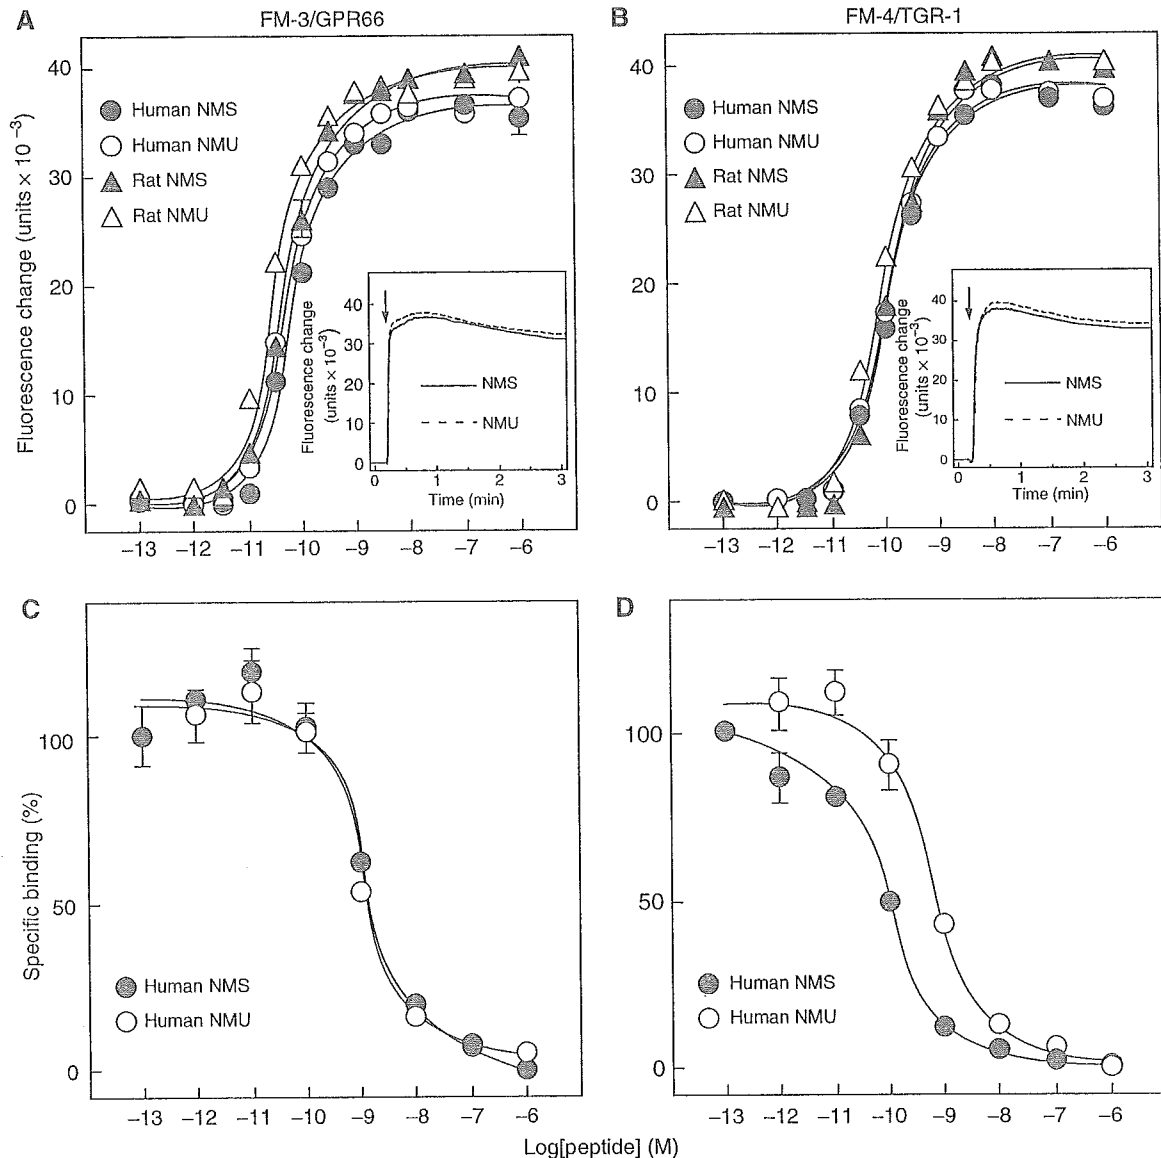 A
FM-3/GPR66
Fluorescence change (units × 10⁻³)
40
30
20
10
0
Human NMS
Human NMU
Rat NMS
Rat NMU
Fluorescence change
(units × 10⁻³)
40
30
20
10
0
NMS
NMU
0 1 2 3
Time (min)
–13 –12 –11 –10 –9 –8 –7 –6
B
FM-4/TGR-1
40
30
20
10
0
Human NMS
Human NMU
Rat NMS
Rat NMU
Fluorescence change
(units × 10⁻³)
40
30
20
10
0
NMS
NMU
0 1 2 3
Time (min)
–13 –12 –11 –10 –9 –8 –7 –6
C
Specific binding (%)
100
50
0
Human NMS
Human NMU
–13 –12 –11 –10 –9 –8 –7 –6
D
100
50
0
Human NMS
Human NMU
–13 –12 –11 –10 –9 –8 –7 –6
Log[peptide] (M)